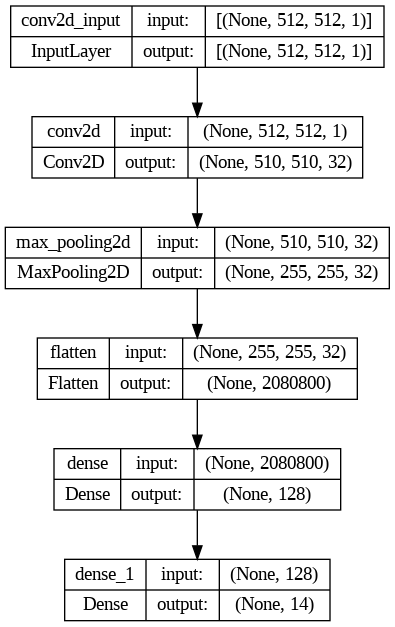 conv2d_input input: [(None, 512, 512, 1)]
InputLayer output: [(None, 512, 512, 1)]
conv2d input: (None, 512, 512, 1)
Conv2D output: (None, 510, 510, 32)
max_pooling2d input: (None, 510, 510, 32)
MaxPooling2D output: (None, 255, 255, 32)
flatten input: (None, 255, 255, 32)
Flatten output: (None, 2080800)
dense input: (None, 2080800)
Dense output: (None, 128)
dense_1 input: (None, 128)
Dense output: (None, 14)